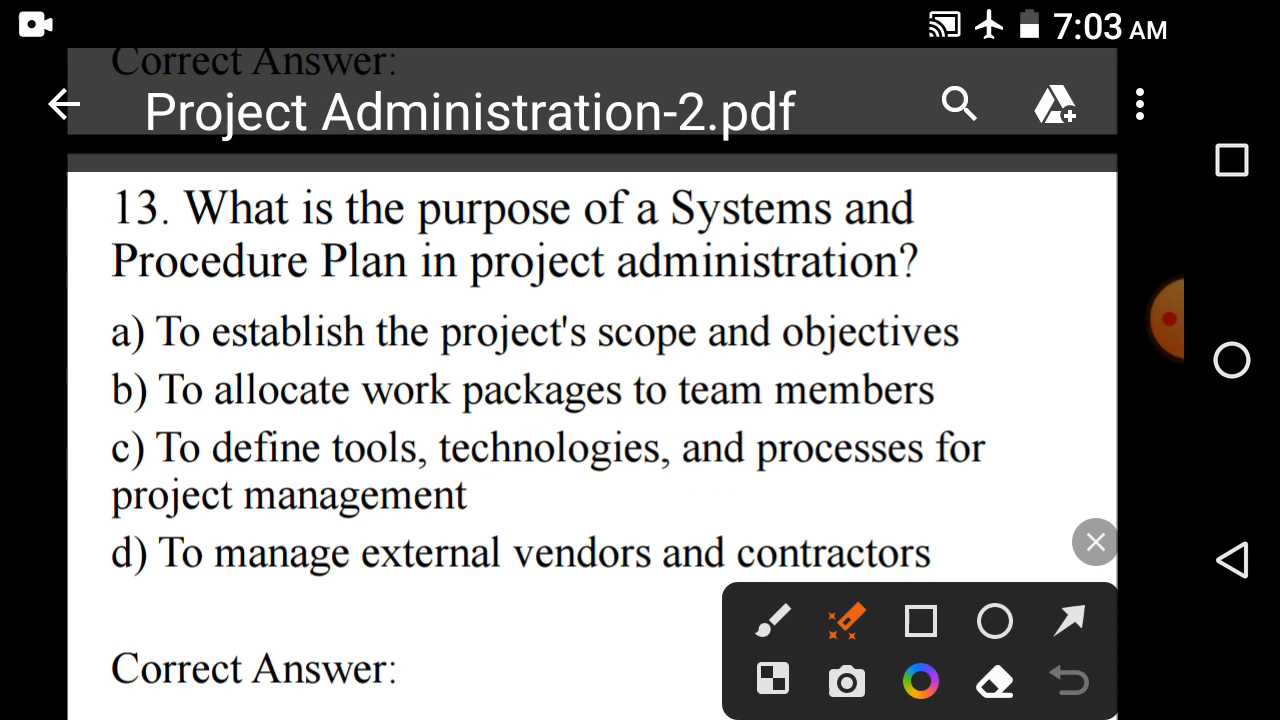 7:03 AM
Correct Answer:
Project Administration-2.pdf
13. What is the purpose of a Systems and
Procedure Plan in project administration?
a) To establish the project's scope and objectives
b) To allocate work packages to team members
c) To define tools, technologies, and processes for
project management
d) To manage external vendors and contractors
Correct Answer: